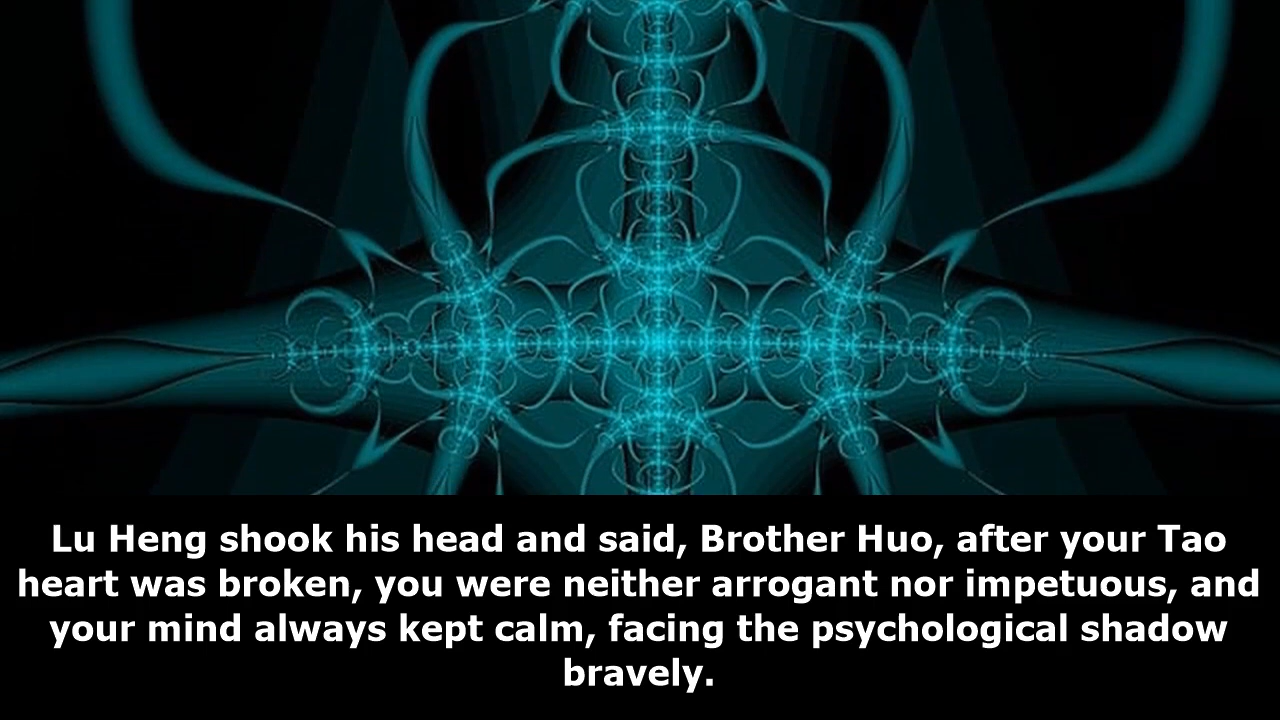 Lu Heng shook his head and said, Brother Huo, after your Tao
heart was broken, you were neither arrogant nor impetuous, and
your mind always kept calm, facing the psychological shadow
bravely.